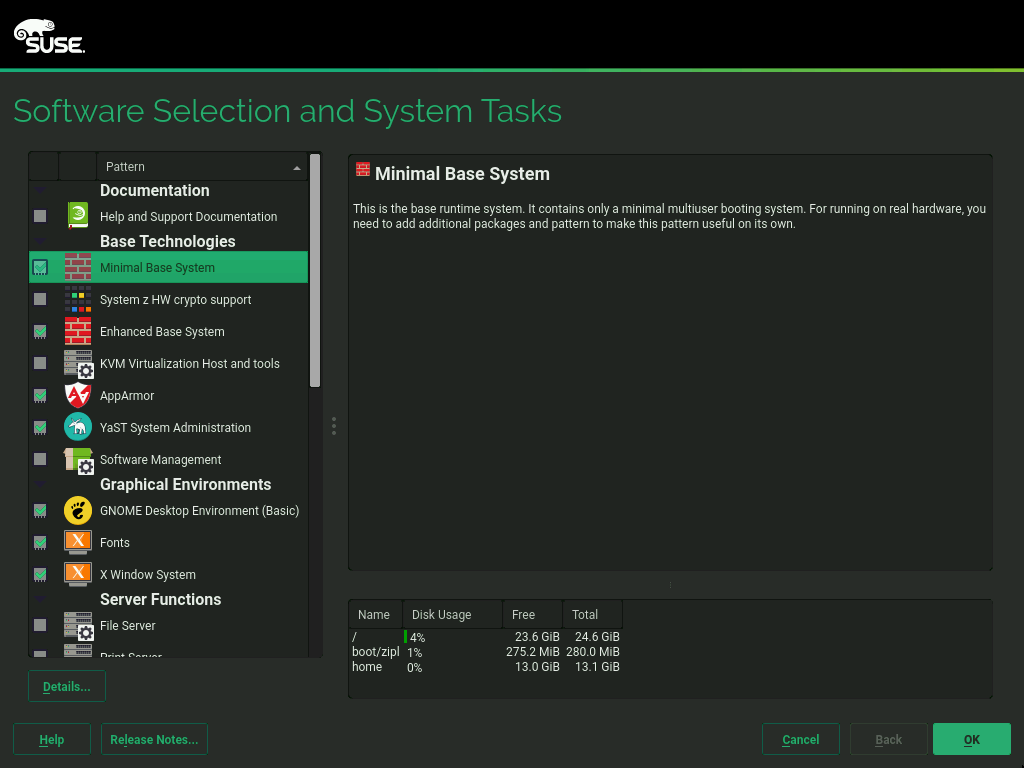 SUSE
Software Selection and System Tasks
Pattern
Documentation
Help and Support Documentation
Base Technologies
Minimal Base System
System z HW crypto support
Enhanced Base System
KVM Virtualization Host and tools
AppArmor
YaST System Administration
Software Management
Graphical Environments
GNOME Desktop Environment (Basic)
Fonts
X Window System
Server Functions
File Server
Print Server
Details...
Minimal Base System
This is the base runtime system. It contains only a minimal multiuser booting system. For running on real hardware, you
need to add additional packages and pattern to make this pattern useful on its own.
Name Disk Usage Free Total
/ 4% 23.6 GiB 24.6 GiB
boot/zipl 1% 275.2 MiB 280.0 MiB
home 0% 13.0 GiB 13.1 GiB
Help Release Notes... Cancel Back OK